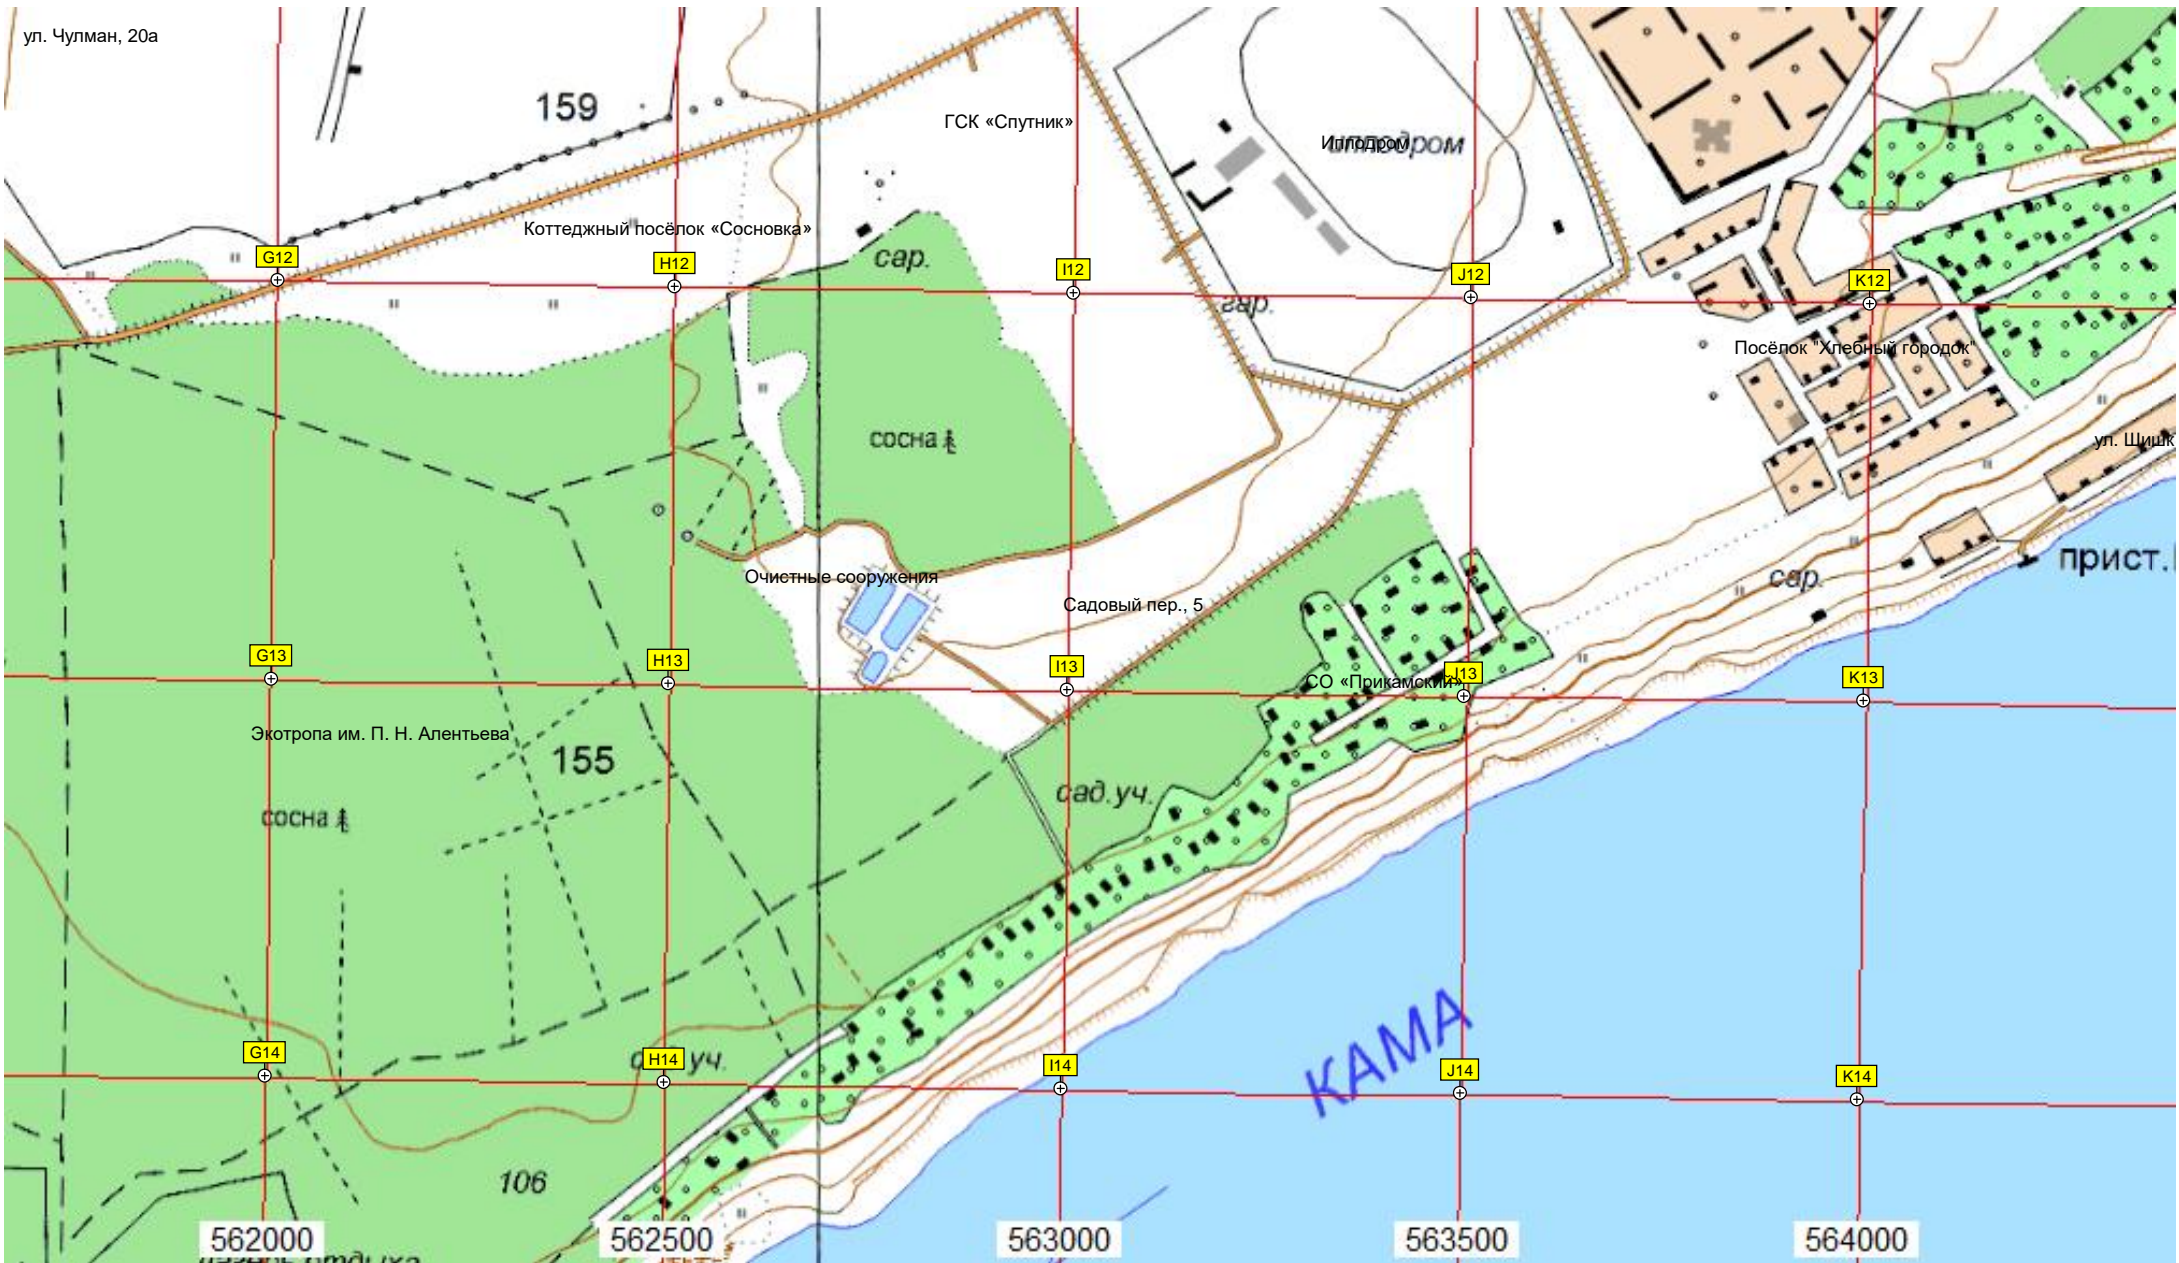 ул. Чулман, 20а
159
ГСК «Спутник»
Ипподром
ипподром
Коттеджный посёлок «Сосновка»
G12
H12
сар.
I12
J12
K12
гар.
Посёлок "Хлебный городок"
сосна
ул. Шишк
прист.
Очистные сооружения
сар.
Садовый пер., 5
G13
H13
I13
J13
K13
СО «Прикамский»
Экотропа им. П. Н. Алентьева
155
сад.уч.
сосна
КАМА
G14
H14
уч.
I14
J14
K14
106
562000
562500
563000
563500
564000